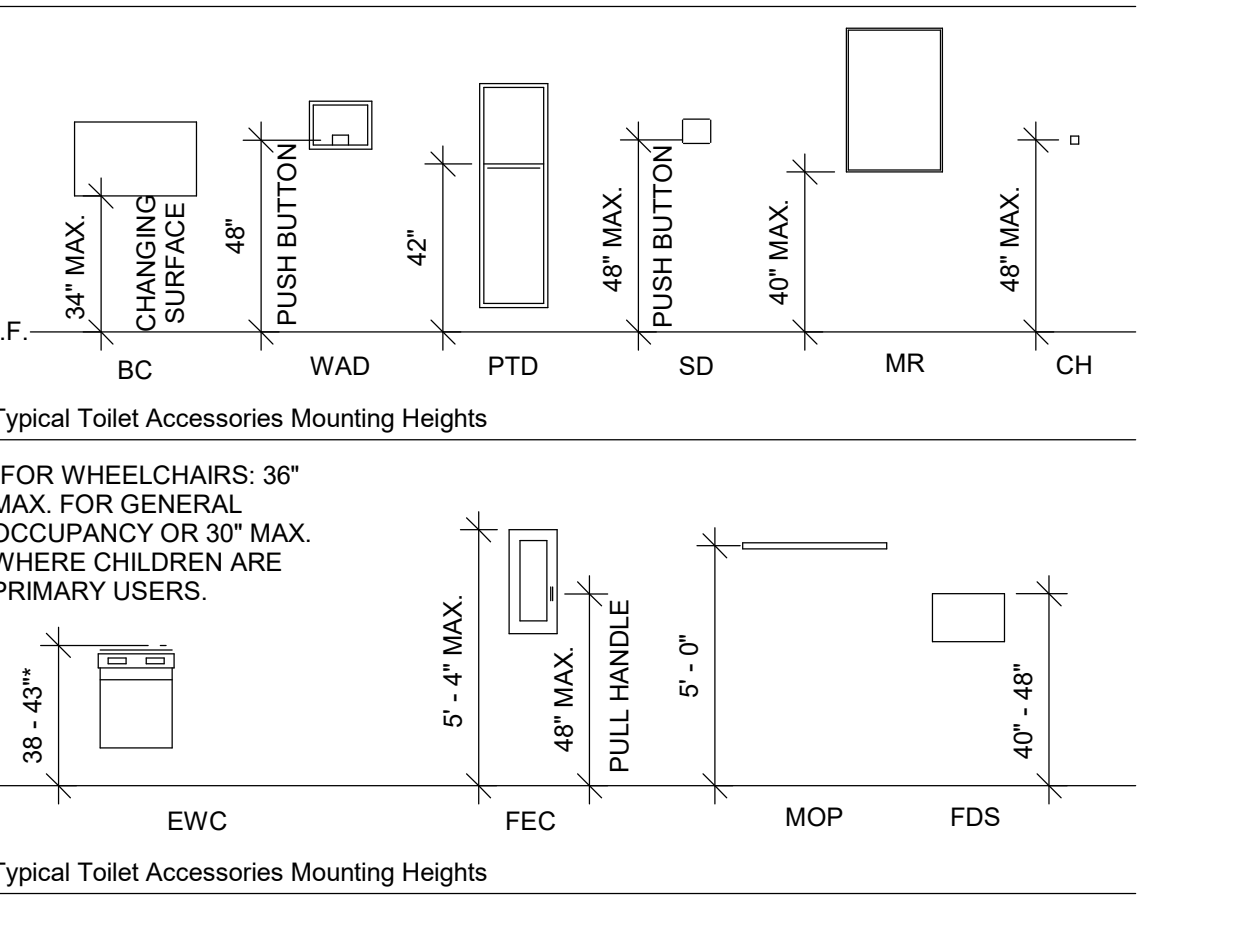 34" MAX.
CHANGING
SURFACE
48"
PUSH BUTTON
42"
48" MAX.
PUSH BUTTON
40" MAX.
48" MAX.
.F.
BC
WAD
PTD
SD
MR
CH
Typical Toilet Accessories Mounting Heights
FOR WHEELCHAIRS: 36"
MAX. FOR GENERAL
OCCUPANCY OR 30" MAX.
WHERE CHILDREN ARE
PRIMARY USERS.
38 - 43"*
5' - 4" MAX.
48" MAX.
PULL HANDLE
5' - 0"
40" - 48"
EWC
FEC
MOP
FDS
Typical Toilet Accessories Mounting Heights